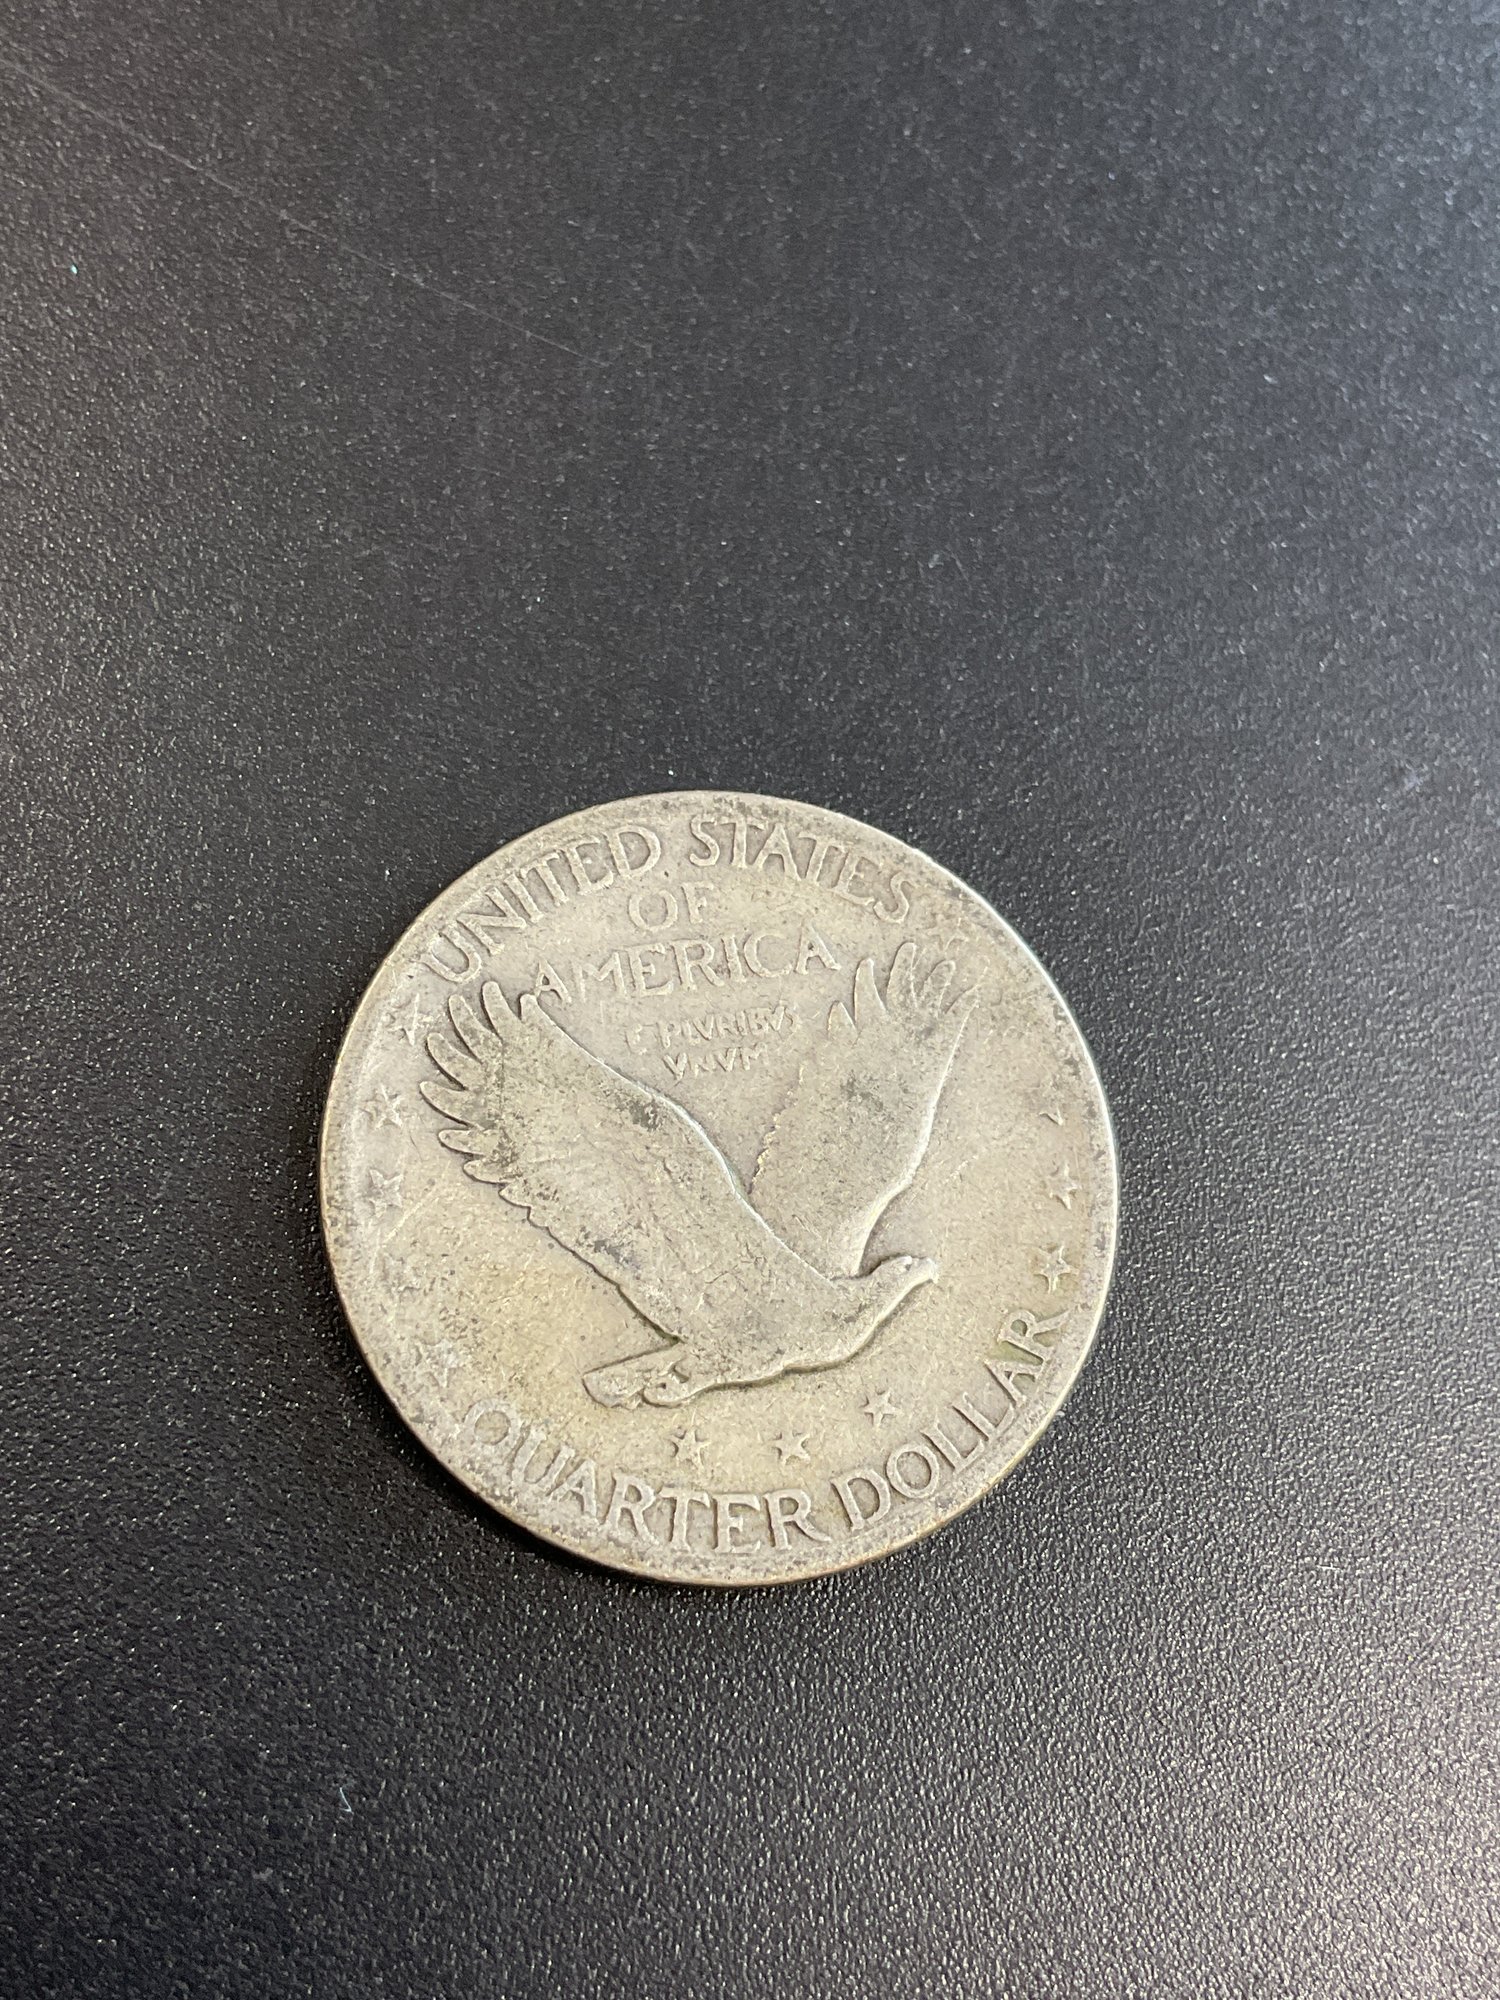 UNITED STATES
OF
AMERICA
E PLVRIBVS
VNVM
QUARTER DOLLAR